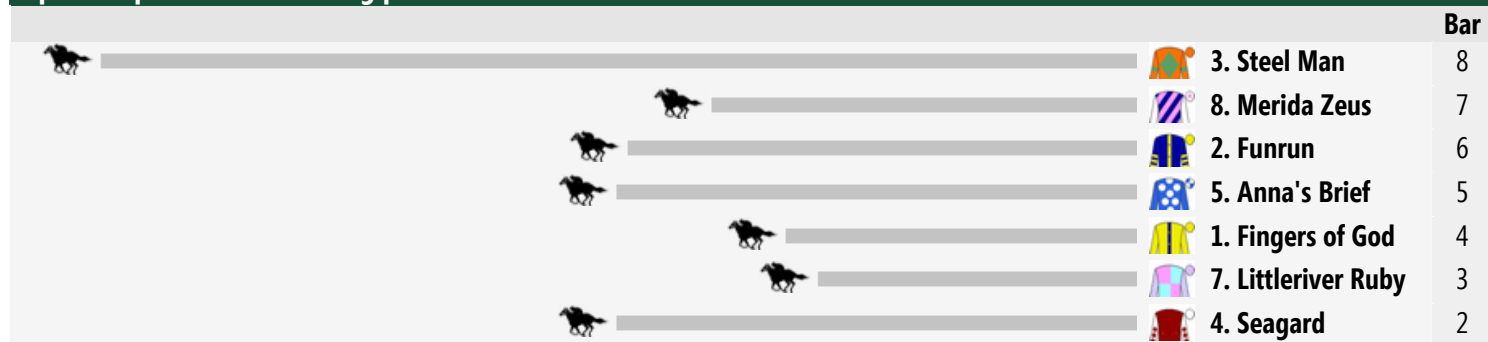 Bar
3. Steel Man 8
8. Merida Zeus 7
2. Funrun 6
5. Anna's Brief 5
1. Fingers of God 4
7. Littleriver Ruby 3
4. Seagard 2